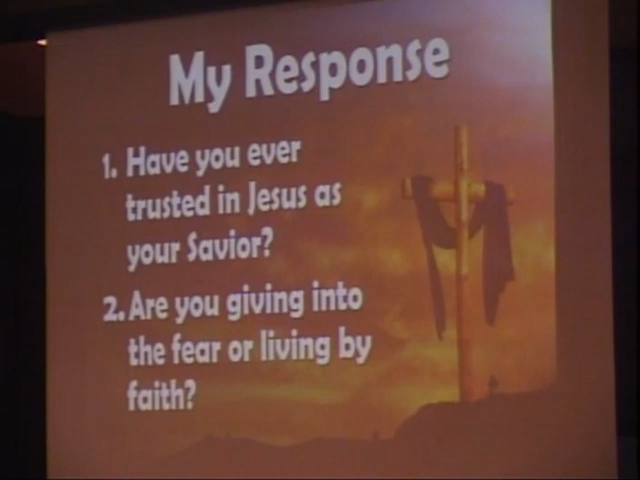 My Response
1. Have you ever
trusted in Jesus as
your Savior?
2. Are you giving into
the fear or living by
faith?